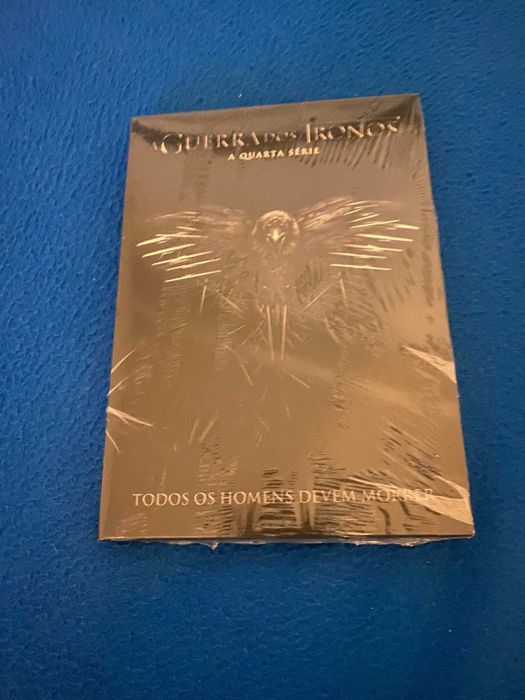 A GUERRA DOS TRONOS
A QUARTA SÉRIE
TODOS OS HOMENS DEVEM MORRER